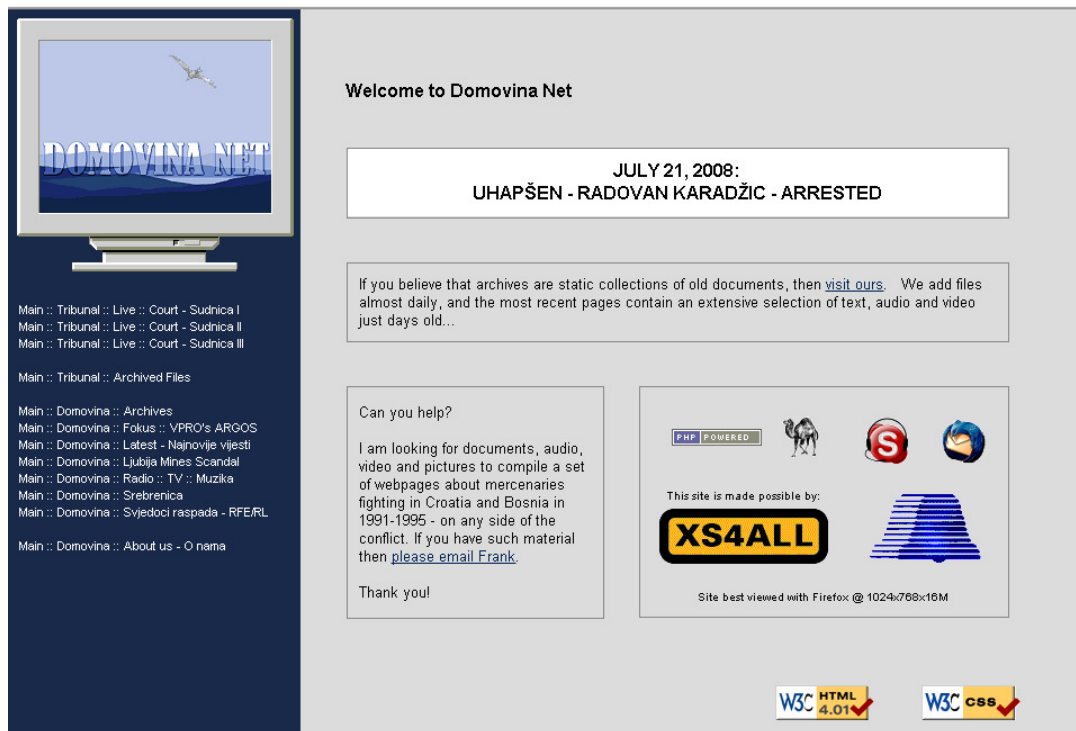 DOMOVINA NET
Main :: Tribunal :: Live :: Court - Sudnica I
Main :: Tribunal :: Live :: Court - Sudnica II
Main :: Tribunal :: Live :: Court - Sudnica III
Main :: Tribunal :: Archived Files
Main :: Domovina :: Archives
Main :: Domovina :: Fokus :: VPRO's ARGOS
Main :: Domovina :: Latest - Najnovije vijesti
Main :: Domovina :: Ljubija Mines Scandal
Main :: Domovina :: Radio :: TV :: Muzika
Main :: Domovina :: Srebrenica
Main :: Domovina :: Svjedoci raspada - RFE/RL
Main :: Domovina :: About us - O nama
Welcome to Domovina Net
JULY 21, 2008:
UHAPŠEN - RADOVAN KARADŽIC - ARRESTED
If you believe that archives are static collections of old documents, then visit ours. We add files
almost daily, and the most recent pages contain an extensive selection of text, audio and video
just days old...
Can you help?
I am looking for documents, audio,
video and pictures to compile a set
of webpages about mercenaries
fighting in Croatia and Bosnia in
1991-1995 - on any side of the
conflict. If you have such material
then please email Frank.
Thank you!
PHP POWERED
S
This site is made possible by:
XS4ALL
Site best viewed with Firefox @ 1024x768x16M
W3C HTML 4.01
W3C css